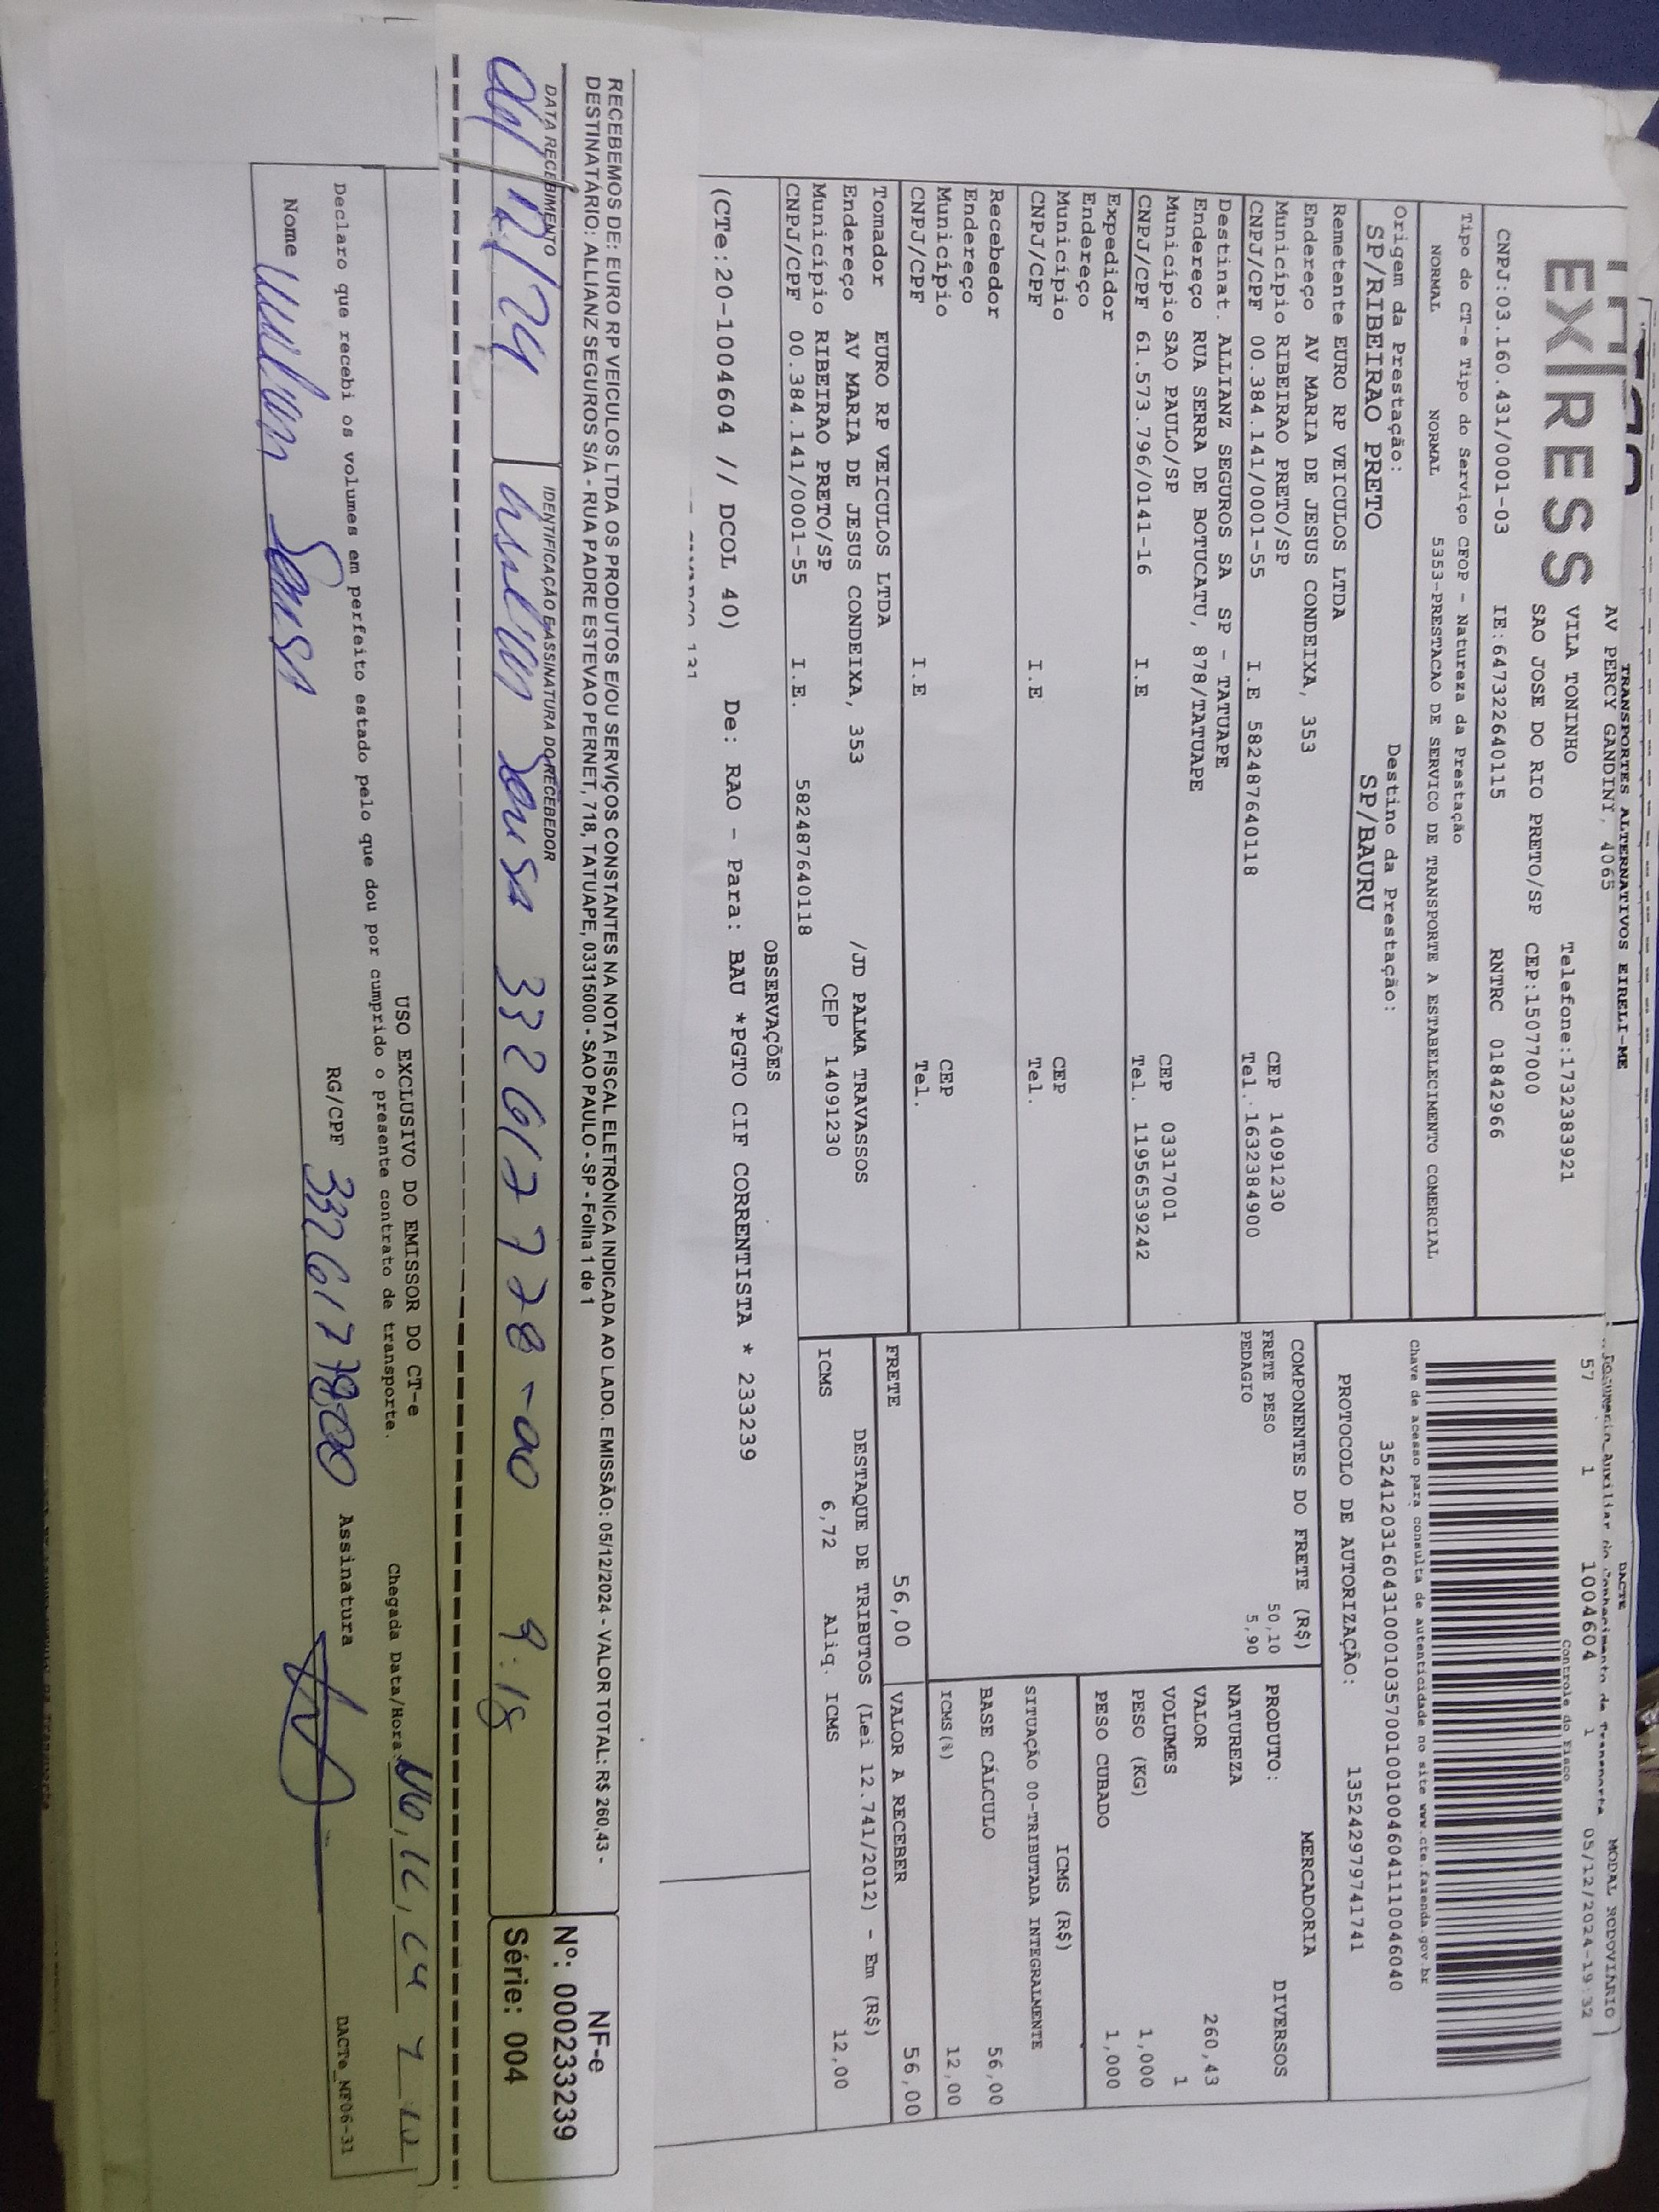 TRANSPORTES ALTERNATIVOS EIRELI-ME
EXPRESS
AV PERCY GANDINI, 4065
VILA TONINHO
Telefone:1732383921
SAO JOSE DO RIO PRETO/SP CEP:15077000
CNPJ:03.160.431/0001-03 IE:647322640115 RNTRC 01842966
DACTE
Documento Auxiliar do Conhecimento de Transporte
MODAL RODOVIÁRIO
57 1 100604 1 05/12/2024-19:32
Controle do Fisco
Chave de acesso para consulta de autenticidade no site www.cte.fazenda.gov.br
35241203160431000103570010010046041110046040
PROTOCOLO DE AUTORIZAÇÃO: 135242979741741
Tipo do CT-e Tipo do Serviço CFOP - Natureza da Prestação
NORMAL NORMAL 5353-PRESTACAO DE SERVICO DE TRANSPORTE A ESTABELECIMENTO COMERCIAL
Origem da Prestação: Destino da Prestação:
SP/RIBEIRAO PRETO SP/BAURU
Remetente EURO RP VEICULOS LTDA
Endereço AV MARIA DE JESUS CONDEIXA, 353
Município RIBEIRAO PRETO/SP CEP 14091230
CNPJ/CPF 00.384.141/0001-55 I.E 582487640118 Tel. 1632384900
Destinat. ALLIANZ SEGUROS SA SP - TATUAPE
Endereço RUA SERRA DE BOTUCATU, 878/TATUAPE
Município SAO PAULO/SP CEP 03317001
CNPJ/CPF 61.573.796/0141-16 I.E Tel. 11956539242
Expedidor
Endereço
Município CEP
CNPJ/CPF I.E Tel.
Recebedor
Endereço
Município CEP
CNPJ/CPF I.E Tel.
Tomador EURO RP VEICULOS LTDA
Endereço AV MARIA DE JESUS CONDEIXA, 353 /JD PALMA TRAVASSOS
Município RIBEIRAO PRETO/SP CEP 14091230
CNPJ/CPF 00.384.141/0001-55 I.E. 582487640118
COMPONENTES DO FRETE (R$)
FRETE PESO 50,10
PEDAGIO 5,90
MERCADORIA
PRODUTO: DIVERSOS
NATUREZA
VALOR 260,43
VOLUMES 1
PESO (KG) 1,000
PESO CUBADO 1,000
ICMS (R$)
SITUAÇÃO 00-TRIBUTADA INTEGRALMENTE
BASE CÁLCULO 56,00
ICMS(%) 12,00
FRETE 56,00 VALOR A RECEBER 56,00
DESTAQUE DE TRIBUTOS (Lei 12.741/2012) - Em (R$)
ICMS 6,72 Aliq. ICMS 12,00
OBSERVAÇÕES
(CTe:20-1004604 // DCOL 40) De: RAO - Para: BAU *PGTO CIF CORRENTISTA * 233239
RECEBEMOS DE: EURO RP VEICULOS LTDA OS PRODUTOS E/OU SERVIÇOS CONSTANTES NA NOTA FISCAL ELETRÔNICA INDICADA AO LADO. EMISSÃO: 05/12/2024 - VALOR TOTAL: R$ 260,43 -
DESTINATÁRIO: ALLIANZ SEGUROS S/A - RUA PADRE ESTEVAO PERNET, 718, TATUAPE, 03315000 - SAO PAULO - SP - Folha 1 de 1
DATA RECEBIMENTO IDENTIFICAÇÃO E ASSINATURA DO RECEBEDOR
12/24 Sousa 33261778-00 9:18
NF-e
Nº: 000233239
Série: 004
USO EXCLUSIVO DO EMISSOR DO CT-e
Declaro que recebi os volumes em perfeito estado pelo que dou por cumprido o presente contrato de transporte.
Chegada Data/Hora
Nome Sousa RG/CPF Assinatura
DACTe_NF06-31